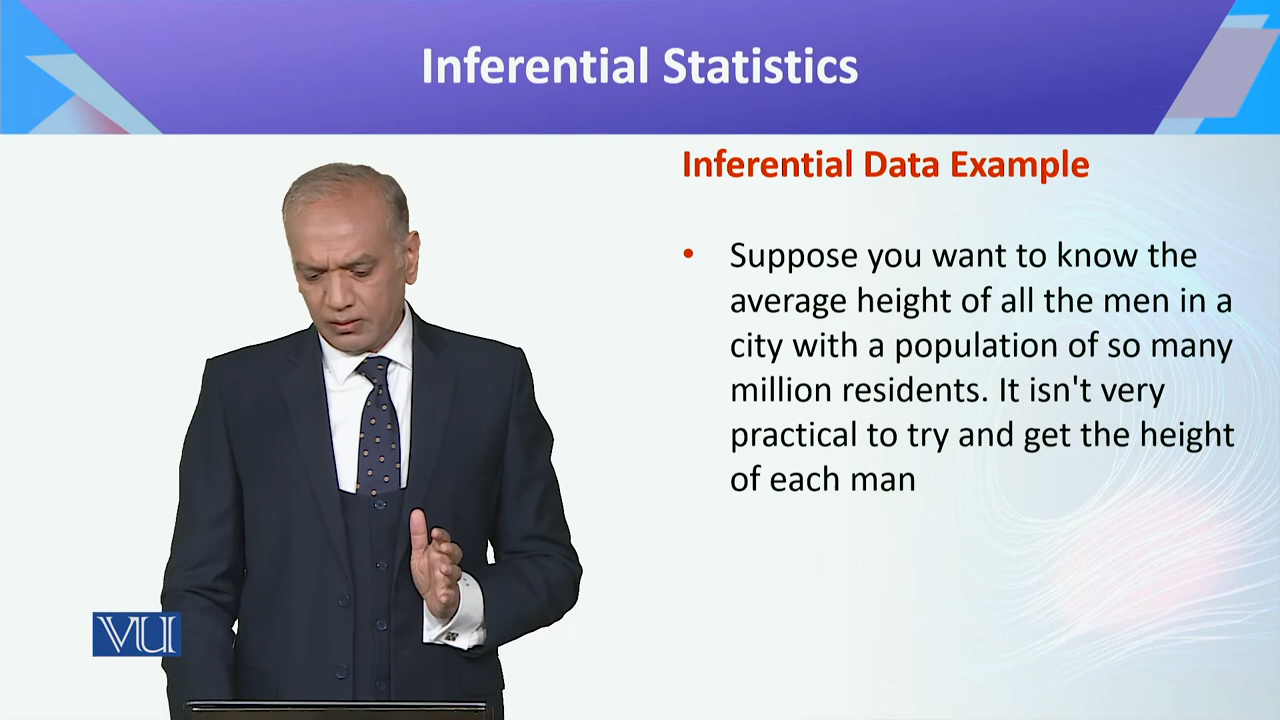 Inferential Statistics
Inferential Data Example
• Suppose you want to know the
average height of all the men in a
city with a population of so many
million residents. It isn't very
practical to try and get the height
of each man
VU